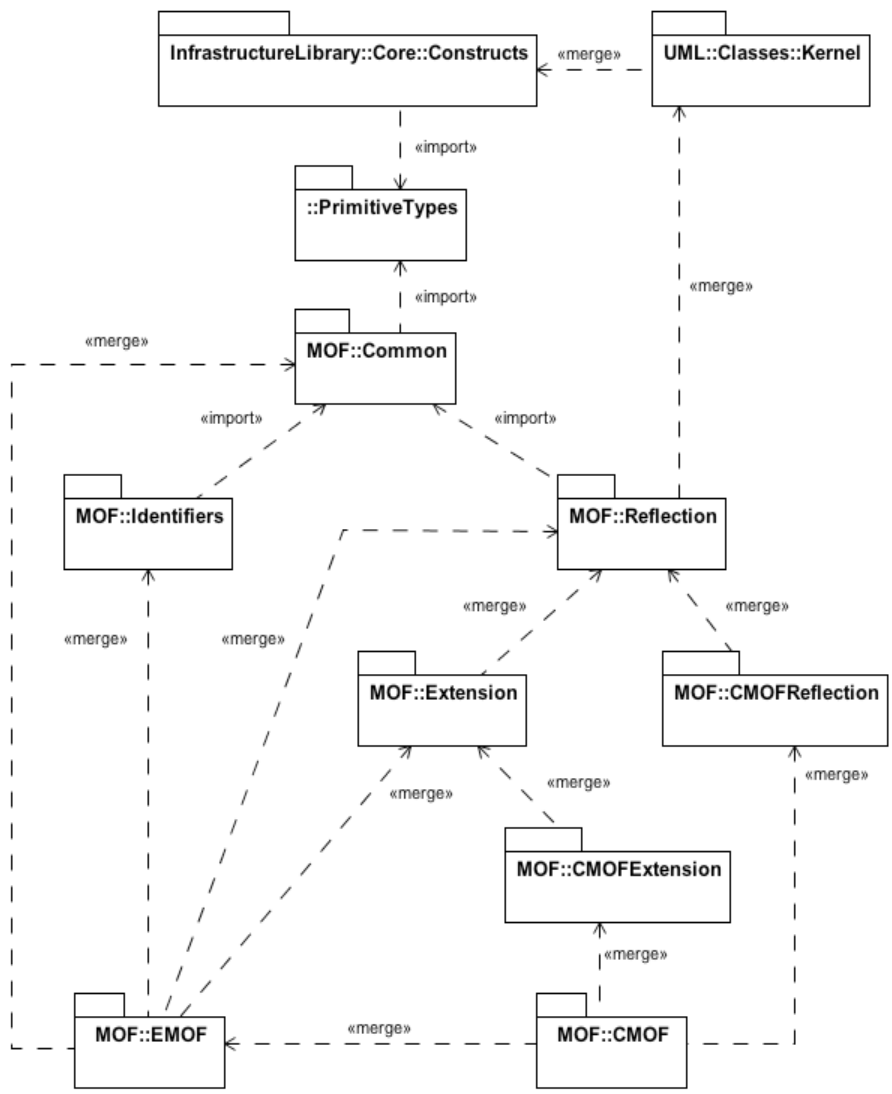 InfrastructureLibrary::Core::Constructs
«merge»
UML::Classes::Kernel
«import»
::PrimitiveTypes
«merge»
«import»
«merge»
MOF::Common
«import»
«import»
MOF::Identifiers
MOF::Reflection
«merge»
«merge»
«merge»
«merge»
MOF::Extension
MOF::CMOFReflection
«merge»
«merge»
«merge»
MOF::CMOFExtension
«merge»
MOF::EMOF
«merge»
MOF::CMOF